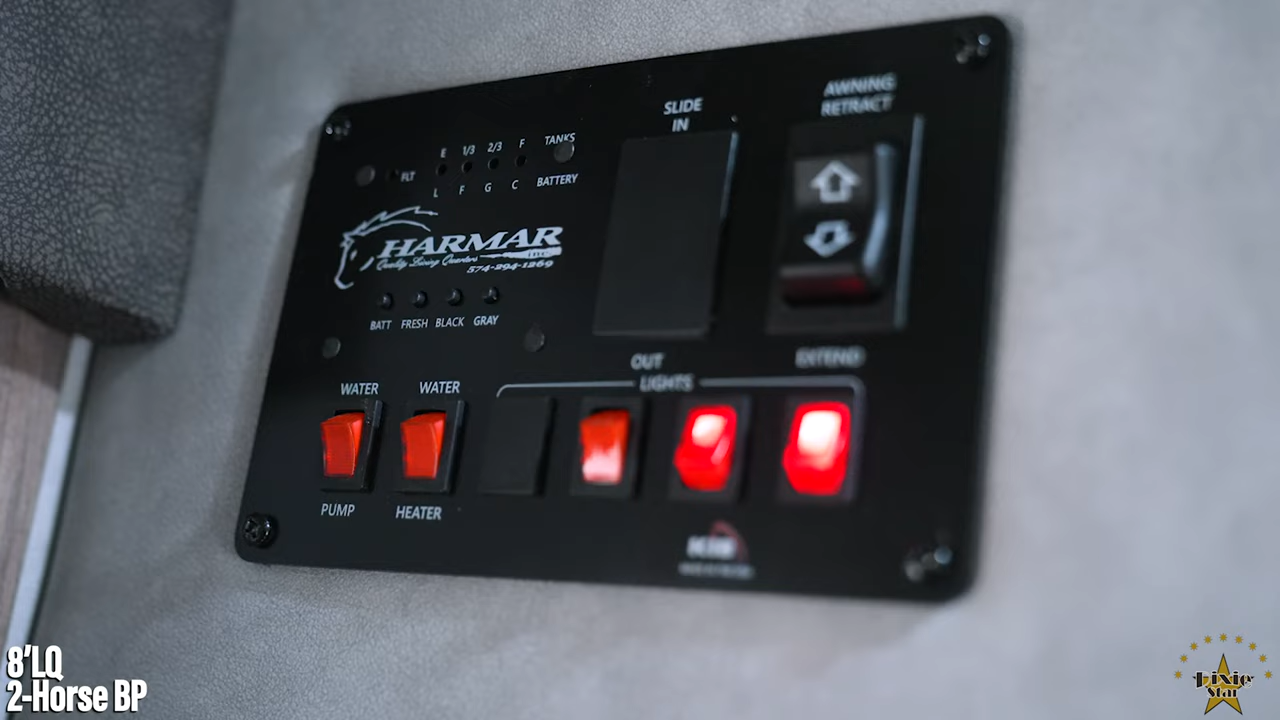 SLIDE
IN
AWNING
RETRACT
E 1/3 2/3 F TANKS
FLT
L F G C BATTERY
HARMAR
Quality Living Quarters
574-294-1269
BATT FRESH BLACK GRAY
OUT
EXTEND
LIGHTS
WATER WATER
PUMP HEATER
KIB
8'LQ
2-Horse BP
Dixie
Star